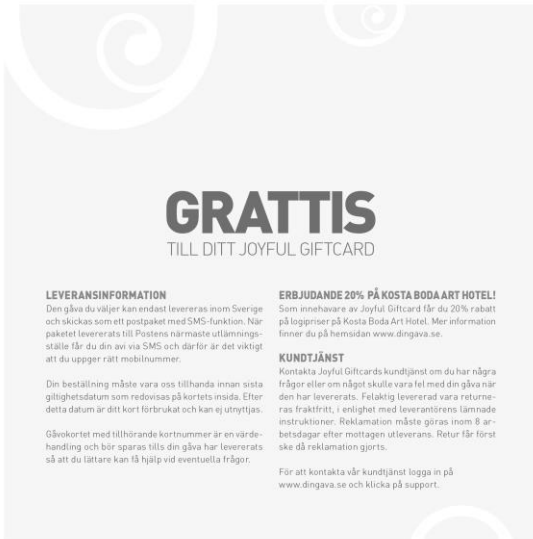 GRATTIS
TILL DITT JOYFUL GIFTCARD
LEVERANSINFORMATION
Den gåva du väljer kan endast levereras inom Sverige
och skickas som ett postpaket med SMS-funktion. När
paketet levererats till Postens närmaste utlämnings-
ställe får du din avi via SMS och därför är det viktigt
att du uppger rätt mobilnummer.
Din beställning måste vara oss tillhanda innan sista
giltighetsdatum som redovisas på kortets insida. Efter
detta datum är ditt kort förbrukat och kan ej utnyttjas.
Gåvokortet med tillhörande kortnummer är en värde-
handling och bör sparas tills din gåva har levererats
så att du lättare kan få hjälp vid eventuella frågor.
ERBJUDANDE 20% PÅ KOSTA BODA ART HOTEL!
Som innehavare av Joyful Giftcard får du 20% rabatt
på logipriser på Kosta Boda Art Hotel. Mer information
finner du på hemsidan www.dingava.se.
KUNDTJÄNST
Kontakta Joyful Giftcards kundtjänst om du har några
frågor eller om något skulle vara fel med din gåva när
den har levererats. Felaktig levererad vara returne-
ras fraktfritt, i enlighet med leverantörens lämnade
instruktioner. Reklamation måste göras inom 8 ar-
betsdagar efter mottagen utleverans. Retur får först
ske då reklamation gjorts.
För att kontakta vår kundtjänst logga in på
www.dingava.se och klicka på support.